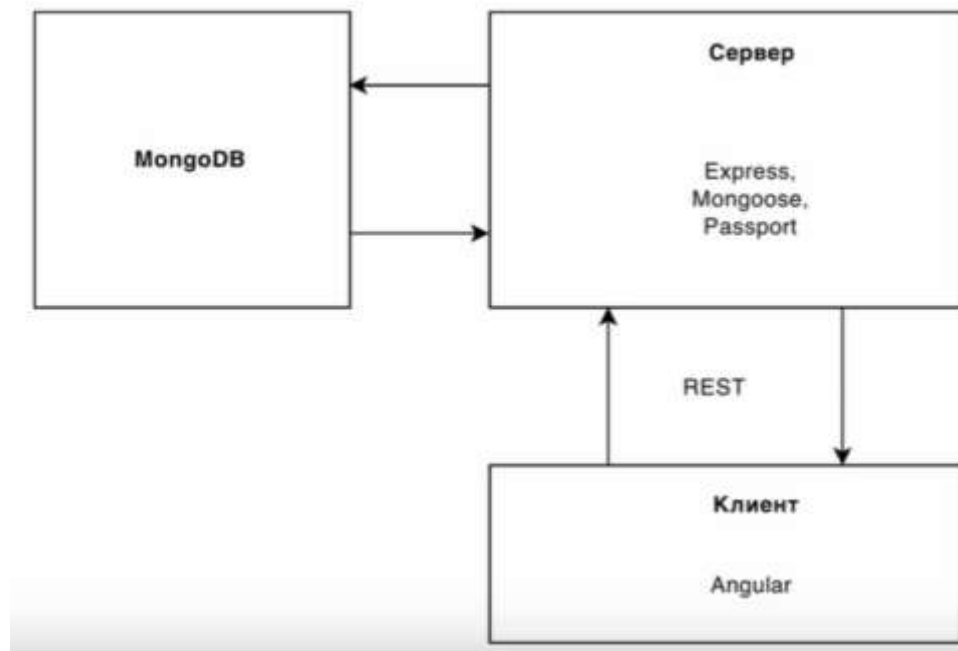 MongoDB
Сервер
Express,
Mongoose,
Passport
REST
Клиент
Angular